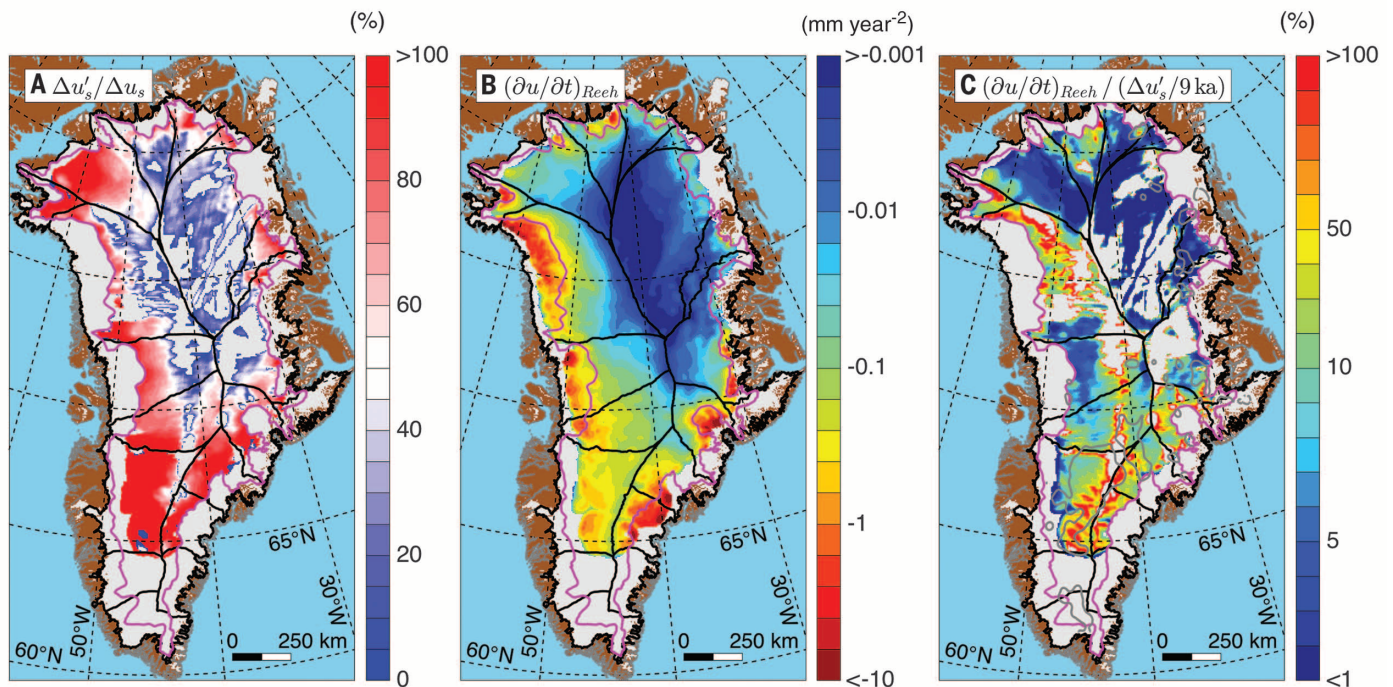 (%)
(mm year-2)
(%)
A Δu′s/Δus
B (∂u/∂t)Reeh
C (∂u/∂t)Reeh / (Δu′s/9 ka)
>100
80
60
40
20
0
>-0.001
-0.01
-0.1
-1
<-10
>100
50
10
5
<1
65°N
30°W
50°W
60°N
0 250 km
65°N
30°W
50°W
60°N
0 250 km
65°N
30°W
50°W
60°N
0 250 km